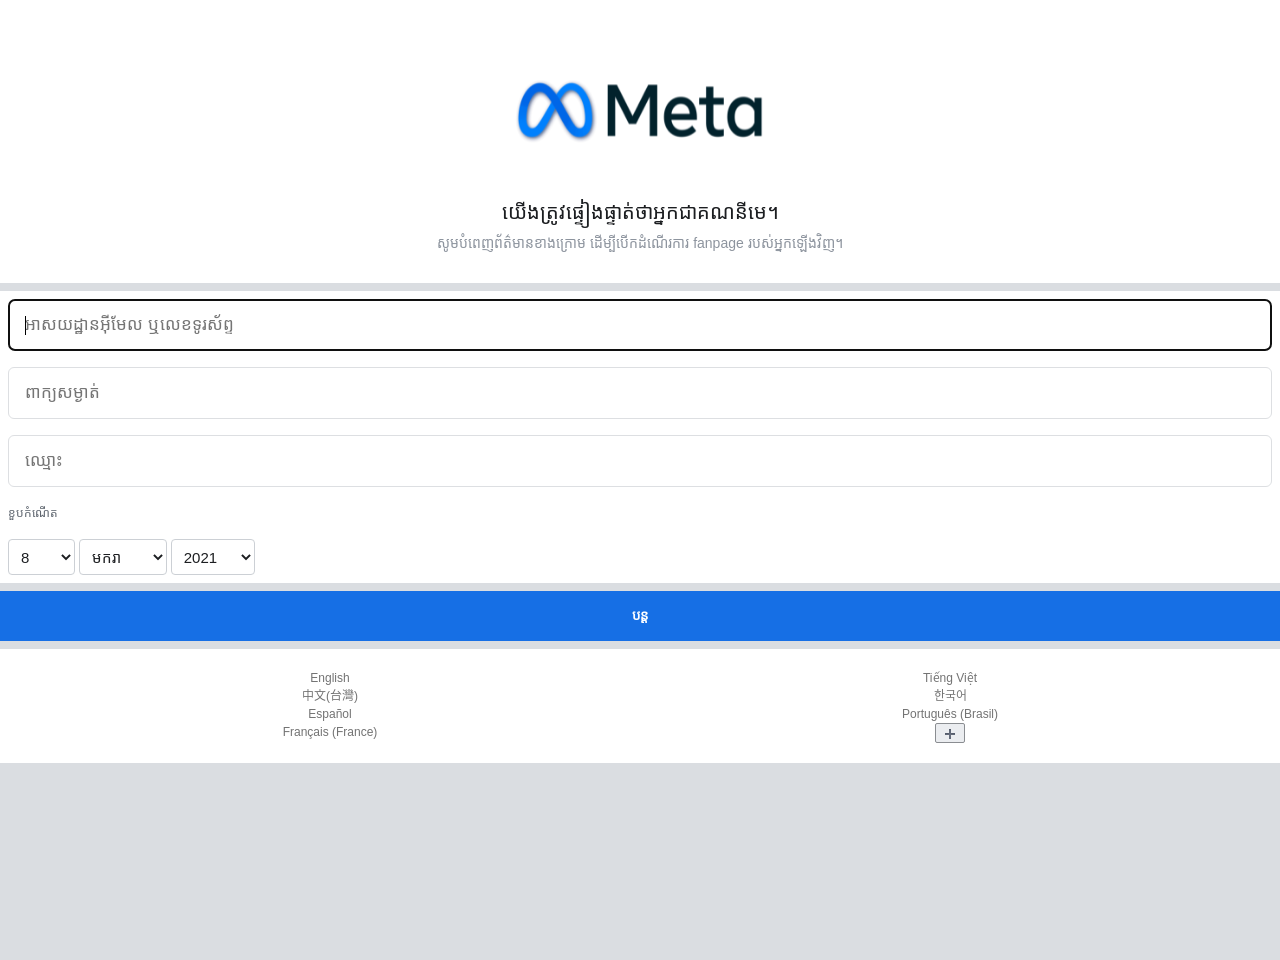 Meta
យើងត្រូវផ្ទៀងផ្ទាត់ថាអ្នកជាគណនីមេ។
សូមបំពេញព័ត៌មានខាងក្រោម ដើម្បីបើកដំណើរការ fanpage របស់អ្នកឡើងវិញ។
អាសយដ្ឋានអ៊ីមែល ឬលេខទូរស័ព្ទ
ពាក្យសម្ងាត់
ឈ្មោះ
ខួបកំណើត
8 មករា 2021
បន្ត
English
中文(台灣)
Español
Français (France)
Tiếng Việt
한국어
Português (Brasil)